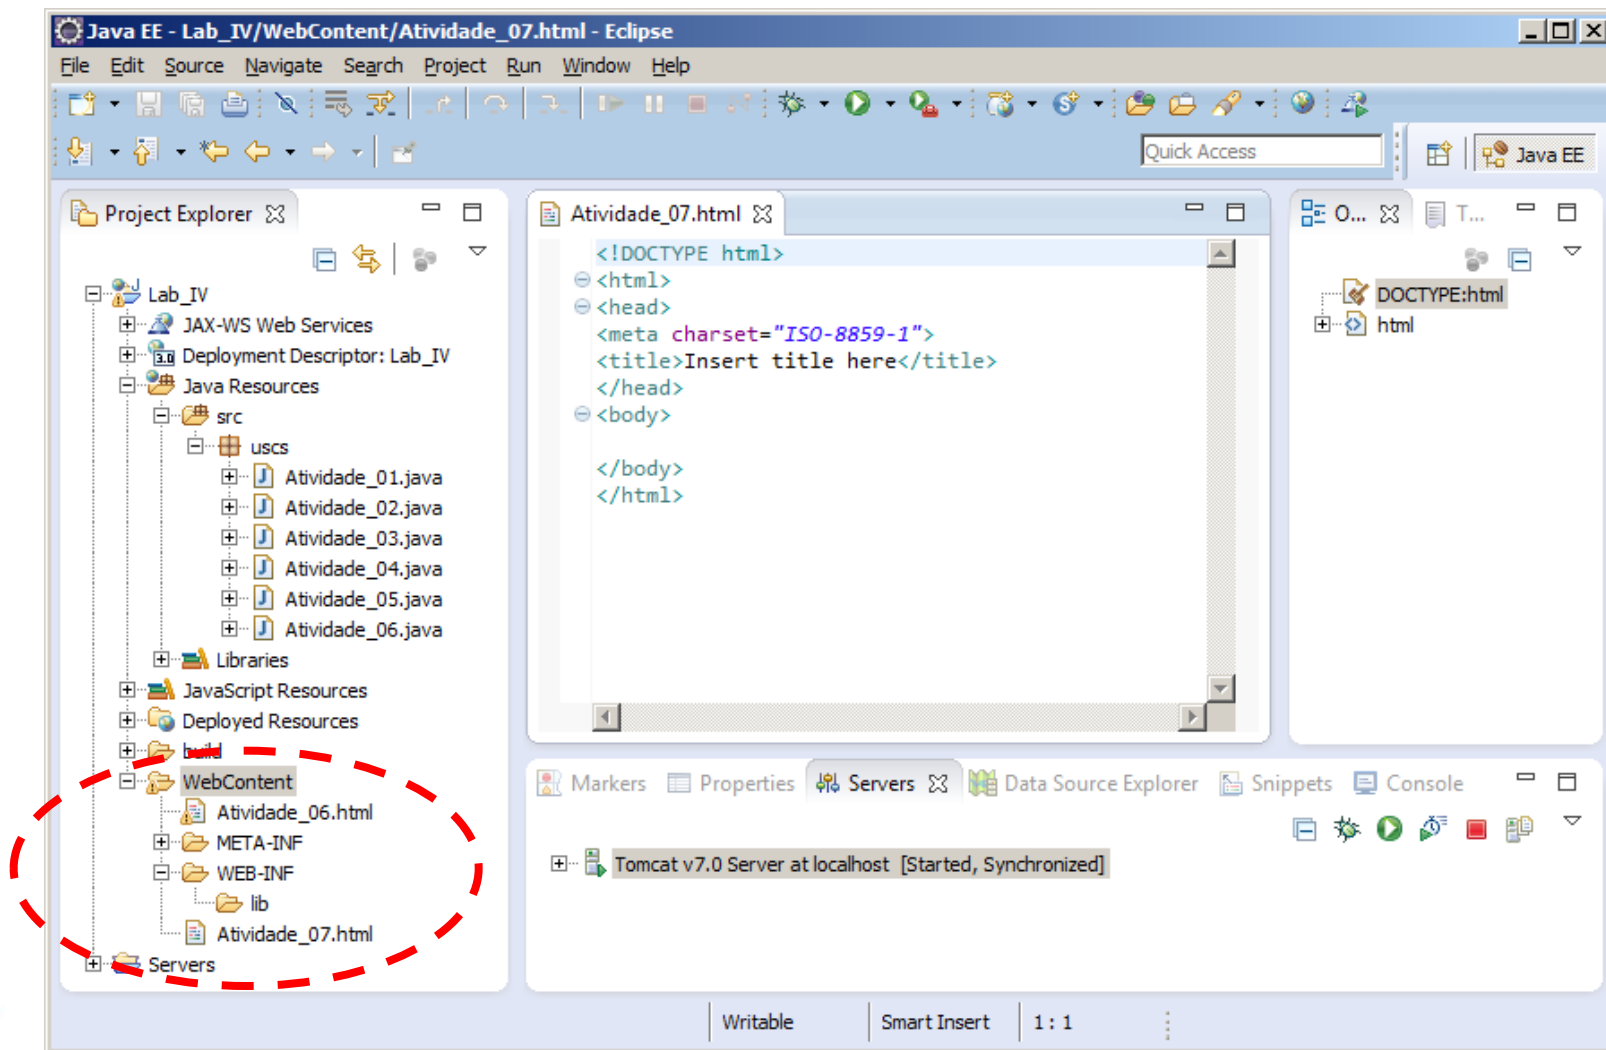 Java EE - Lab_IV/WebContent/Atividade_07.html - Eclipse
File Edit Source Navigate Search Project Run Window Help
Quick Access
Java EE
Project Explorer
Lab_IV
JAX-WS Web Services
3.0 Deployment Descriptor: Lab_IV
Java Resources
src
uscs
Atividade_01.java
Atividade_02.java
Atividade_03.java
Atividade_04.java
Atividade_05.java
Atividade_06.java
Libraries
JavaScript Resources
Deployed Resources
build
WebContent
Atividade_06.html
META-INF
WEB-INF
lib
Atividade_07.html
Servers
Atividade_07.html
<!DOCTYPE html>
<html>
<head>
<meta charset="ISO-8859-1">
<title>Insert title here</title>
</head>
<body>
</body>
</html>
O... T...
DOCTYPE:html
html
Markers Properties Servers Data Source Explorer Snippets Console
Tomcat v7.0 Server at localhost [Started, Synchronized]
Writable Smart Insert 1 : 1